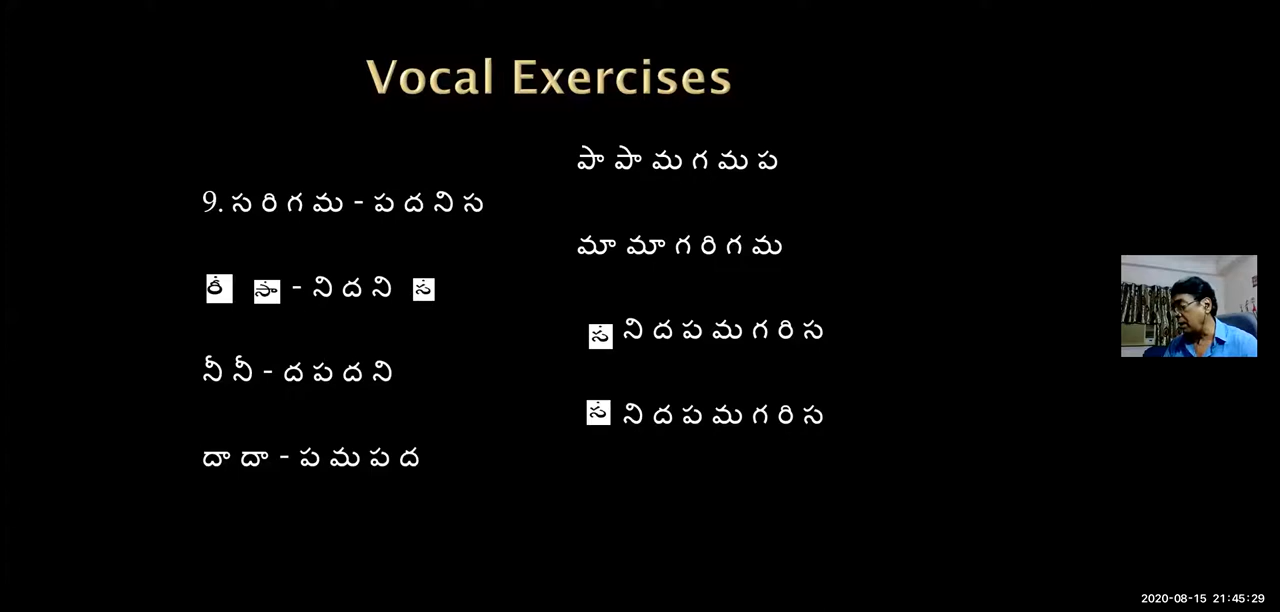 Vocal Exercises
9. స రి గ మ - ప ద ని స
రీ̇ సా̇ - ని ద ని స̇
నీ నీ - ద ప ద ని
దా దా - ప మ ప ద
పా పా మ గ మ ప
మా మా గ రి గ మ
స̇ ని ద ప మ గ రి స
స̇ ని ద ప మ గ రి స
2020-08-15 21:45:29